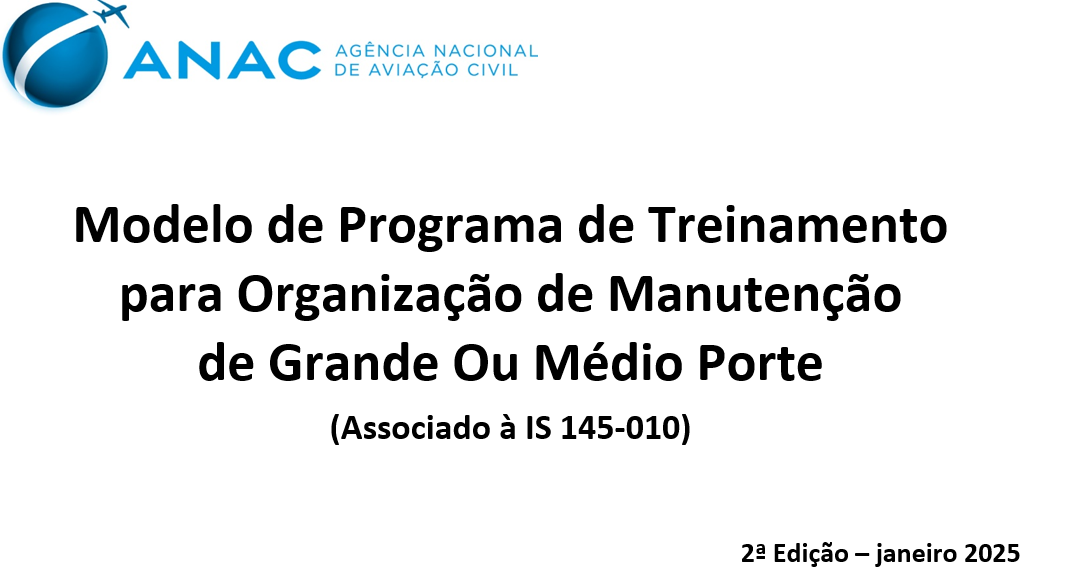 ANAC AGÊNCIA NACIONAL
DE AVIAÇÃO CIVIL
Modelo de Programa de Treinamento
para Organização de Manutenção
de Grande Ou Médio Porte
(Associado à IS 145-010)
2ª Edição – janeiro 2025